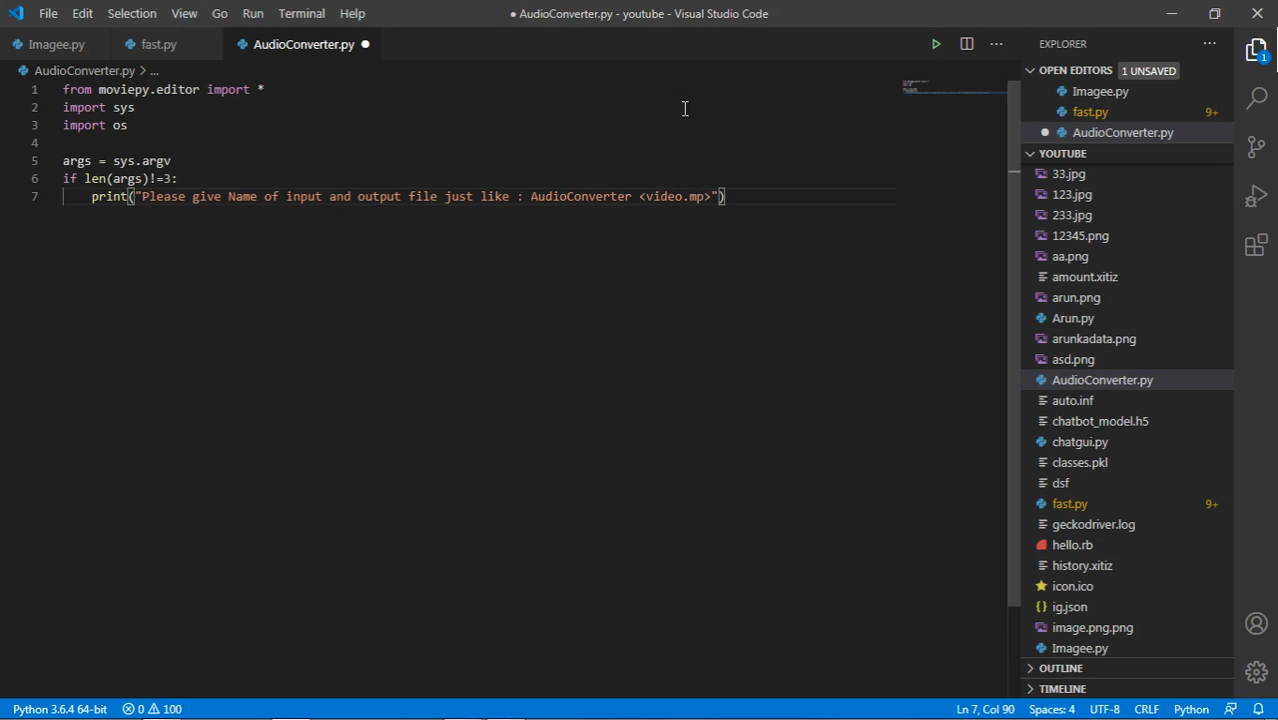 File Edit Selection View Go Run Terminal Help ● AudioConverter.py - youtube - Visual Studio Code
Imagee.py fast.py AudioConverter.py ●
EXPLORER
AudioConverter.py > ...
OPEN EDITORS 1 UNSAVED
1
Imagee.py
fast.py 9+
AudioConverter.py
1 from moviepy.editor import *
2 import sys
3 import os
4
5 args = sys.argv
6 if len(args)!=3:
7 print("Please give Name of input and output file just like : AudioConverter <video.mp>")
YOUTUBE
33.jpg
123.jpg
233.jpg
12345.png
aa.png
amount.xitiz
arun.png
Arun.py
arunkadata.png
asd.png
AudioConverter.py
auto.inf
chatbot_model.h5
chatgui.py
classes.pkl
dsf
fast.py 9+
geckodriver.log
hello.rb
history.xitiz
icon.ico
ig.json
image.png.png
Imagee.py
OUTLINE
TIMELINE
Python 3.6.4 64-bit 0 100 Ln 7, Col 90 Spaces: 4 UTF-8 CRLF Python